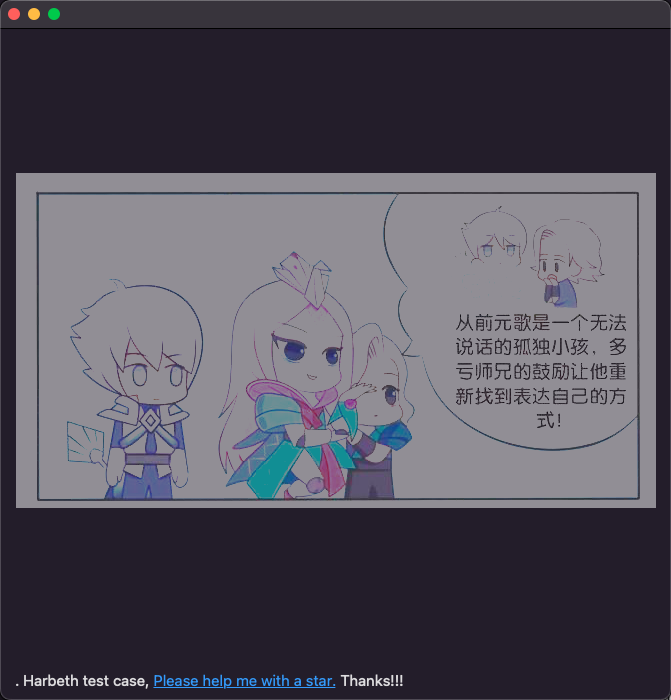 从前元歌是一个无法
说话的孤独小孩，多
亏师兄的鼓励让他重
新找到表达自己的方
式！
. Harbeth test case, Please help me with a star. Thanks!!!